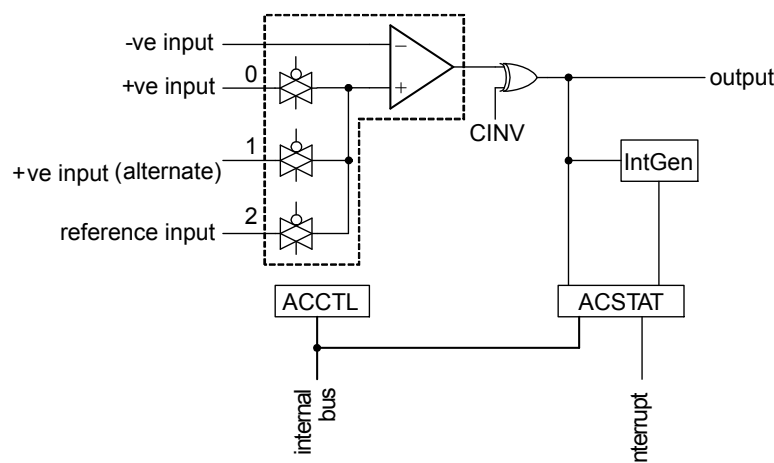 -ve input
+ve input
0
+ve input (alternate)
1
reference input
2
−
+
CINV
output
IntGen
ACCTL
ACSTAT
internal
bus
nterrupt